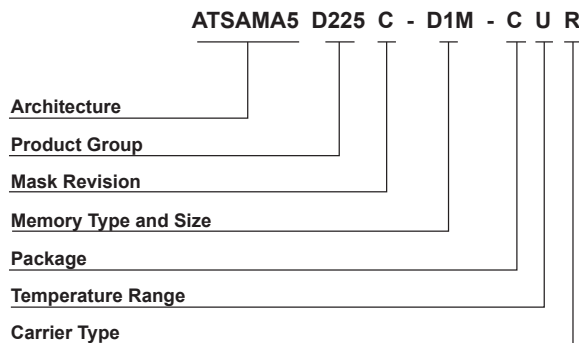 ATSAMA5 D225 C - D1M - C U R
Architecture
Product Group
Mask Revision
Memory Type and Size
Package
Temperature Range
Carrier Type